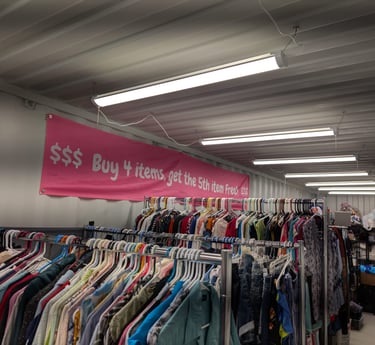 $$$ Buy 4 items, get the 5th item Free! $$$